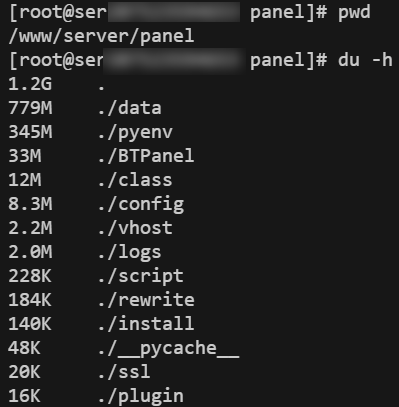 [root@ser panel]# pwd
/www/server/panel
[root@ser panel]# du -h
1.2G .
779M ./data
345M ./pyenv
33M ./BTPanel
12M ./class
8.3M ./config
2.2M ./vhost
2.0M ./logs
228K ./script
184K ./rewrite
140K ./install
48K ./__pycache__
20K ./ssl
16K ./plugin